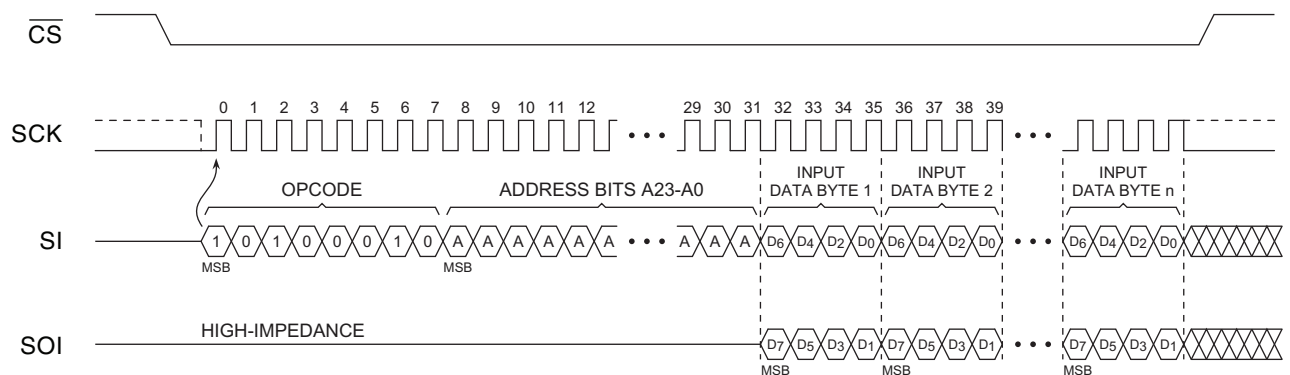 CS
0 1 2 3 4 5 6 7 8 9 10 11 12 29 30 31 32 33 34 35 36 37 38 39
SCK
OPCODE
ADDRESS BITS A23-A0
INPUT
DATA BYTE 1
INPUT
DATA BYTE 2
INPUT
DATA BYTE n
SI
1 0 1 0 0 0 1 0 A A A A A A A A A D6 D4 D2 D0 D6 D4 D2 D0 D6 D4 D2 D0
MSB MSB
HIGH-IMPEDANCE
SOI
D7 D5 D3 D1 D7 D5 D3 D1 D7 D5 D3 D1
MSB MSB MSB